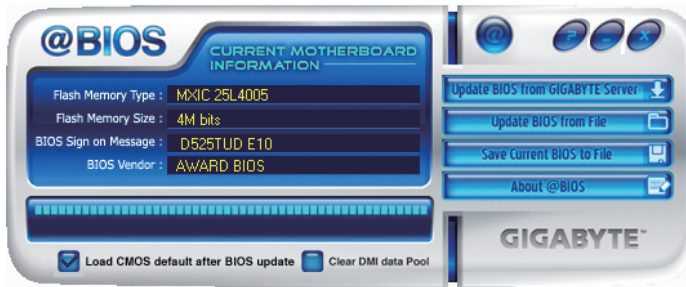 @BIOS
CURRENT MOTHERBOARD
INFORMATION
Flash Memory Type : MXIC 25L4005
Flash Memory Size : 4M bits
BIOS Sign on Message : D525TUD E10
BIOS Vendor : AWARD BIOS
Load CMOS default after BIOS update
Clear DMI data Pool
@
? _ X
Update BIOS from GIGABYTE Server
Update BIOS from File
Save Current BIOS to File
About @BIOS
GIGABYTE™